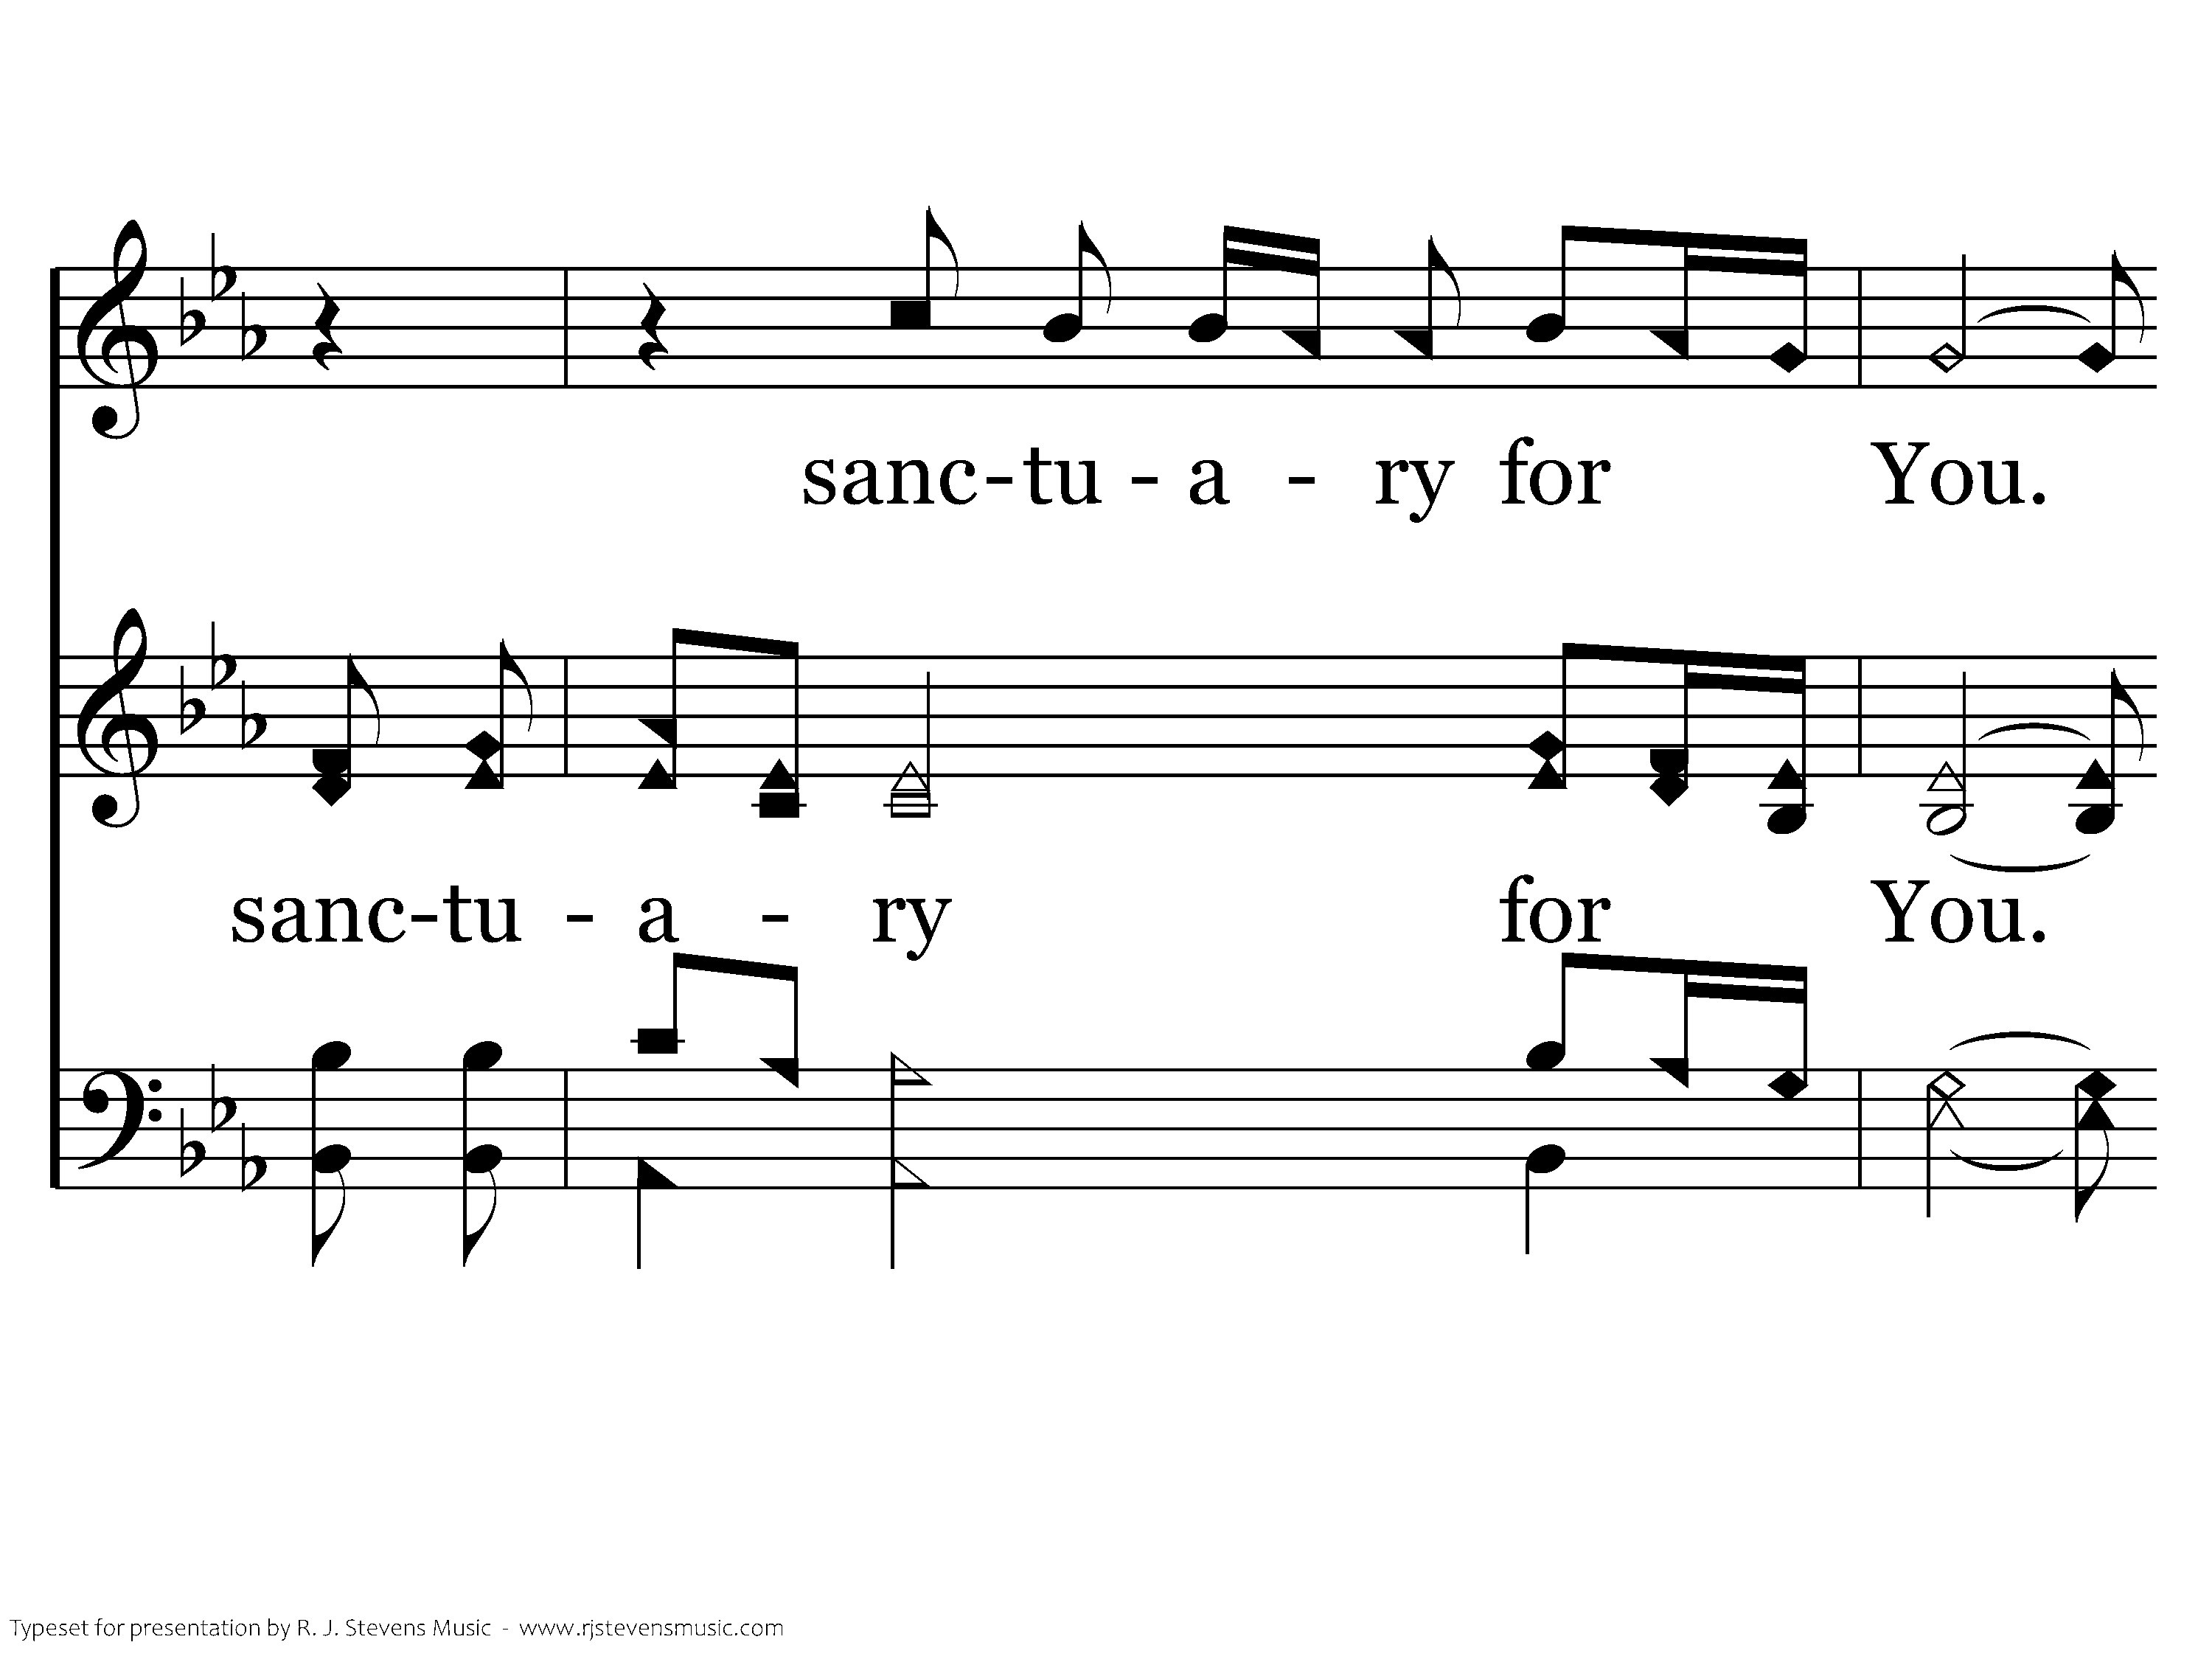 sanc-tu - a - ry for You.
sanc-tu - a - ry for You.
Typeset for presentation by R. J. Stevens Music - www.rjstevensmusic.com